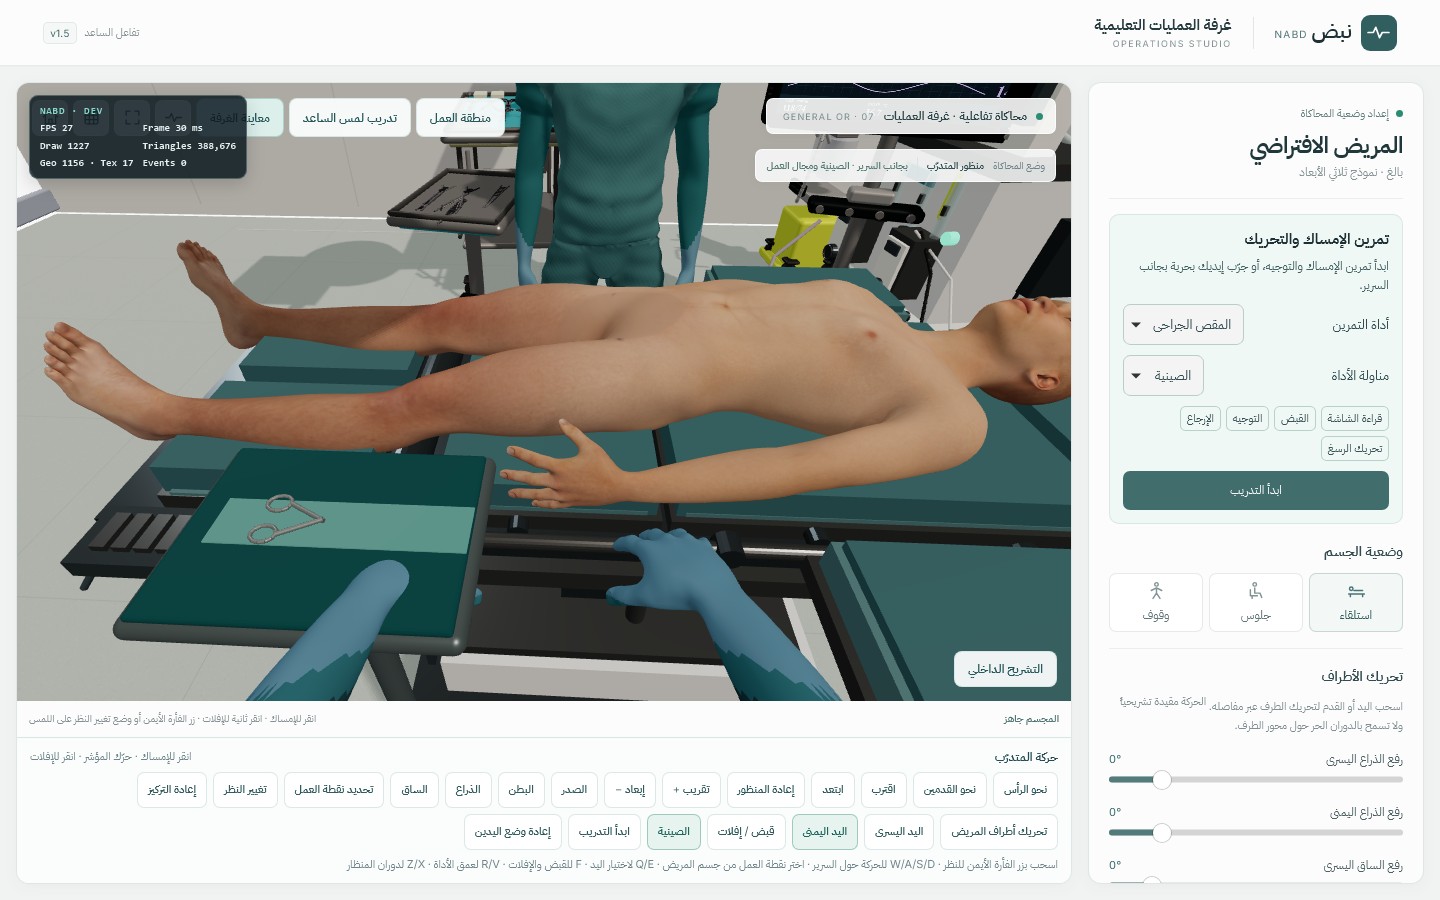 نبض NABD
غرفة العمليات التعليمية
OPERATIONS STUDIO
تفاعل الساعد v1.5
إعداد وضعية المحاكاة
المريض الافتراضي
بالغ · نموذج ثلاثي الأبعاد
تمرين الإمساك والتحريك
ابدأ تمرين الإمساك والتوجيه، أو جرّب إيديك بحرية بجانب
السرير.
أداة التمرين المقص الجراحي
مناولة الأداة الصينية
قراءة الشاشة القبض التوجيه الإرجاع
تحريك الرسغ
ابدأ التدريب
وضعية الجسم
استلقاء جلوس وقوف
تحريك الأطراف
اسحب اليد أو القدم لتحريك الطرف عبر مفاصله. الحركة مقيدة تشريحيًا
ولا تسمح بالدوران الحر حول محور الطرف.
رفع الذراع اليسرى 0°
رفع الذراع اليمنى 0°
رفع الساق اليسرى 0°
محاكاة تفاعلية · غرفة العمليات GENERAL OR · 07
وضع المحاكاة منظور المتدرّب بجانب السرير · الصينية ومجال العمل
منطقة العمل تدريب لمس الساعد معاينة الغرفة
NABD · DEV
FPS 27 Frame 30 ms
Draw 1227 Triangles 388,676
Geo 1156 · Tex 17 Events 0
التشريح الداخلي
المجسم جاهز
انقر للإمساك · انقر ثانية للإفلات · زر الفأرة الأيمن أو وضع تغيير النظر على اللمس
حركة المتدرّب
انقر للإمساك · حرّك المؤشر · انقر للإفلات
نحو الرأس نحو القدمين اقترب ابتعد إعادة المنظور تقريب + إبعاد − الصدر البطن الذراع الساق تحديد نقطة العمل تغيير النظر إعادة التركيز
تحريك أطراف المريض اليد اليسرى اليد اليمنى قبض / إفلات الصينية ابدأ التدريب إعادة وضع اليدين
اسحب بزر الفأرة الأيمن للنظر · W/A/S/D للحركة حول السرير · اختر نقطة العمل من جسم المريض · Q/E لاختيار اليد · F للقبض والإفلات · R/V لعمق الأداة · Z/X لدوران المنظار